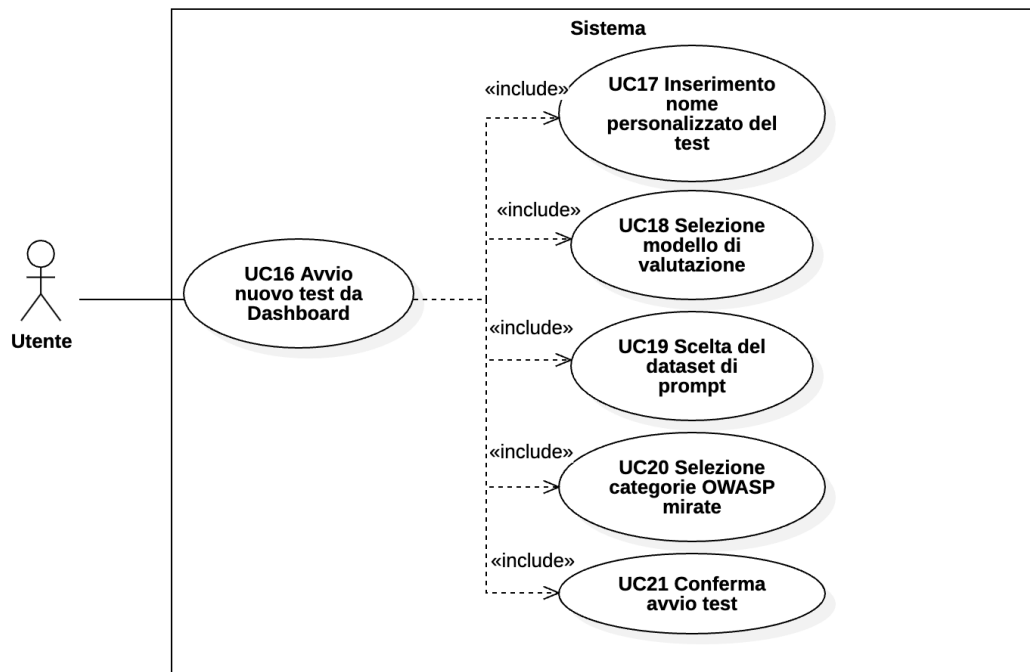 Sistema
«include»
UC17 Inserimento
nome
personalizzato del
test
«include»
UC18 Selezione
modello di
valutazione
UC16 Avvio
nuovo test da
Dashboard
Utente
«include»
UC19 Scelta del
dataset di
prompt
«include»
UC20 Selezione
categorie OWASP
mirate
«include»
UC21 Conferma
avvio test